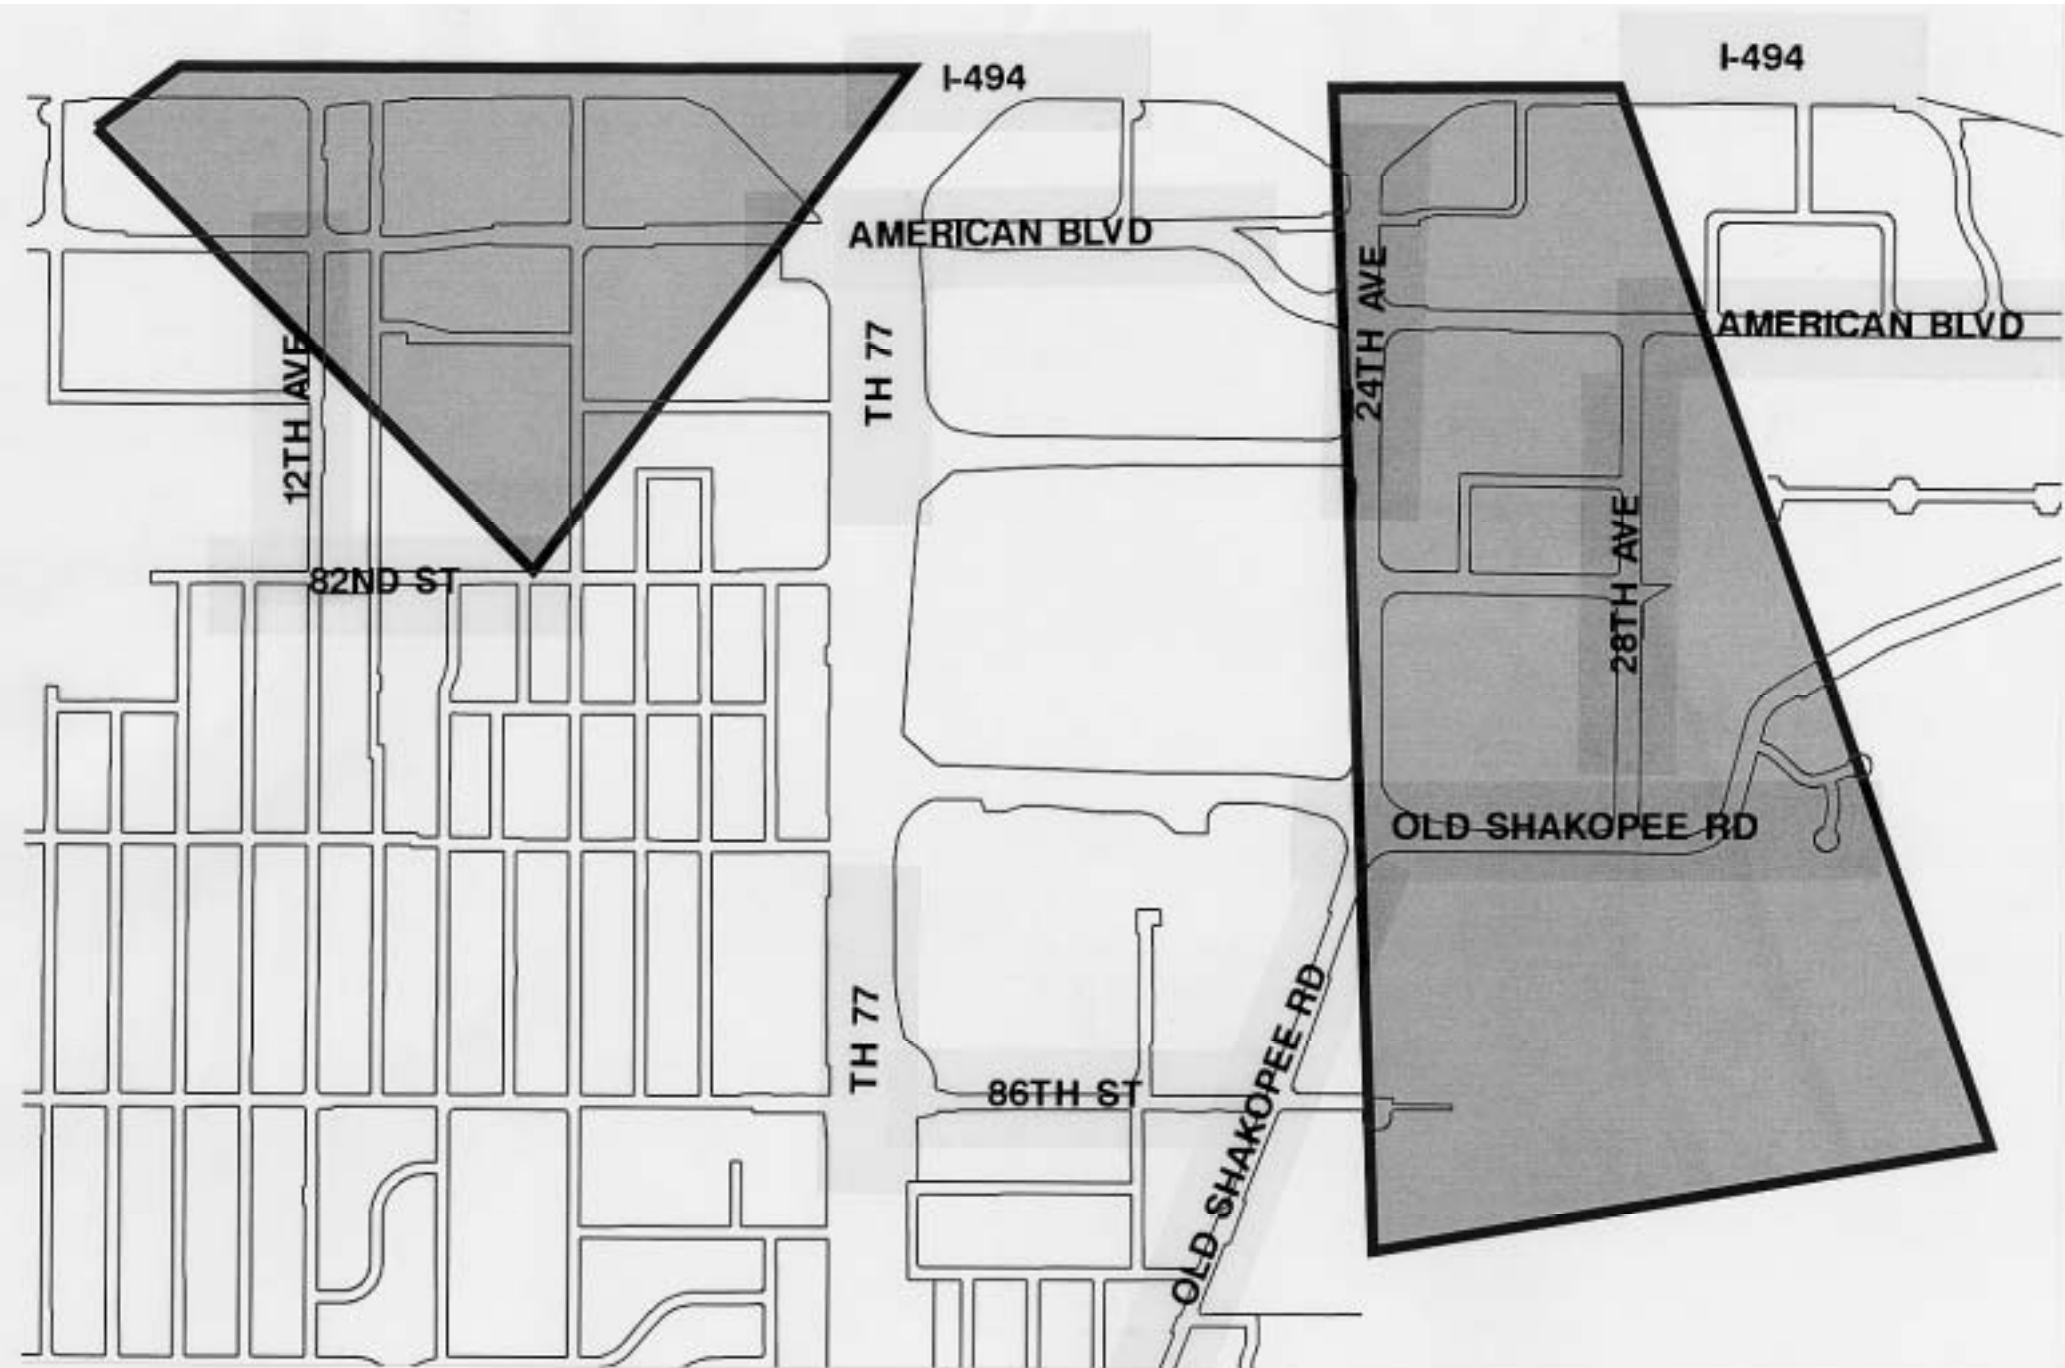 I-494
I-494
AMERICAN BLVD
24TH AVE
AMERICAN BLVD
12TH AVE
TH 77
28TH AVE
82ND ST
OLD SHAKOPEE RD
TH 77
86TH ST
OLD SHAKOPEE RD